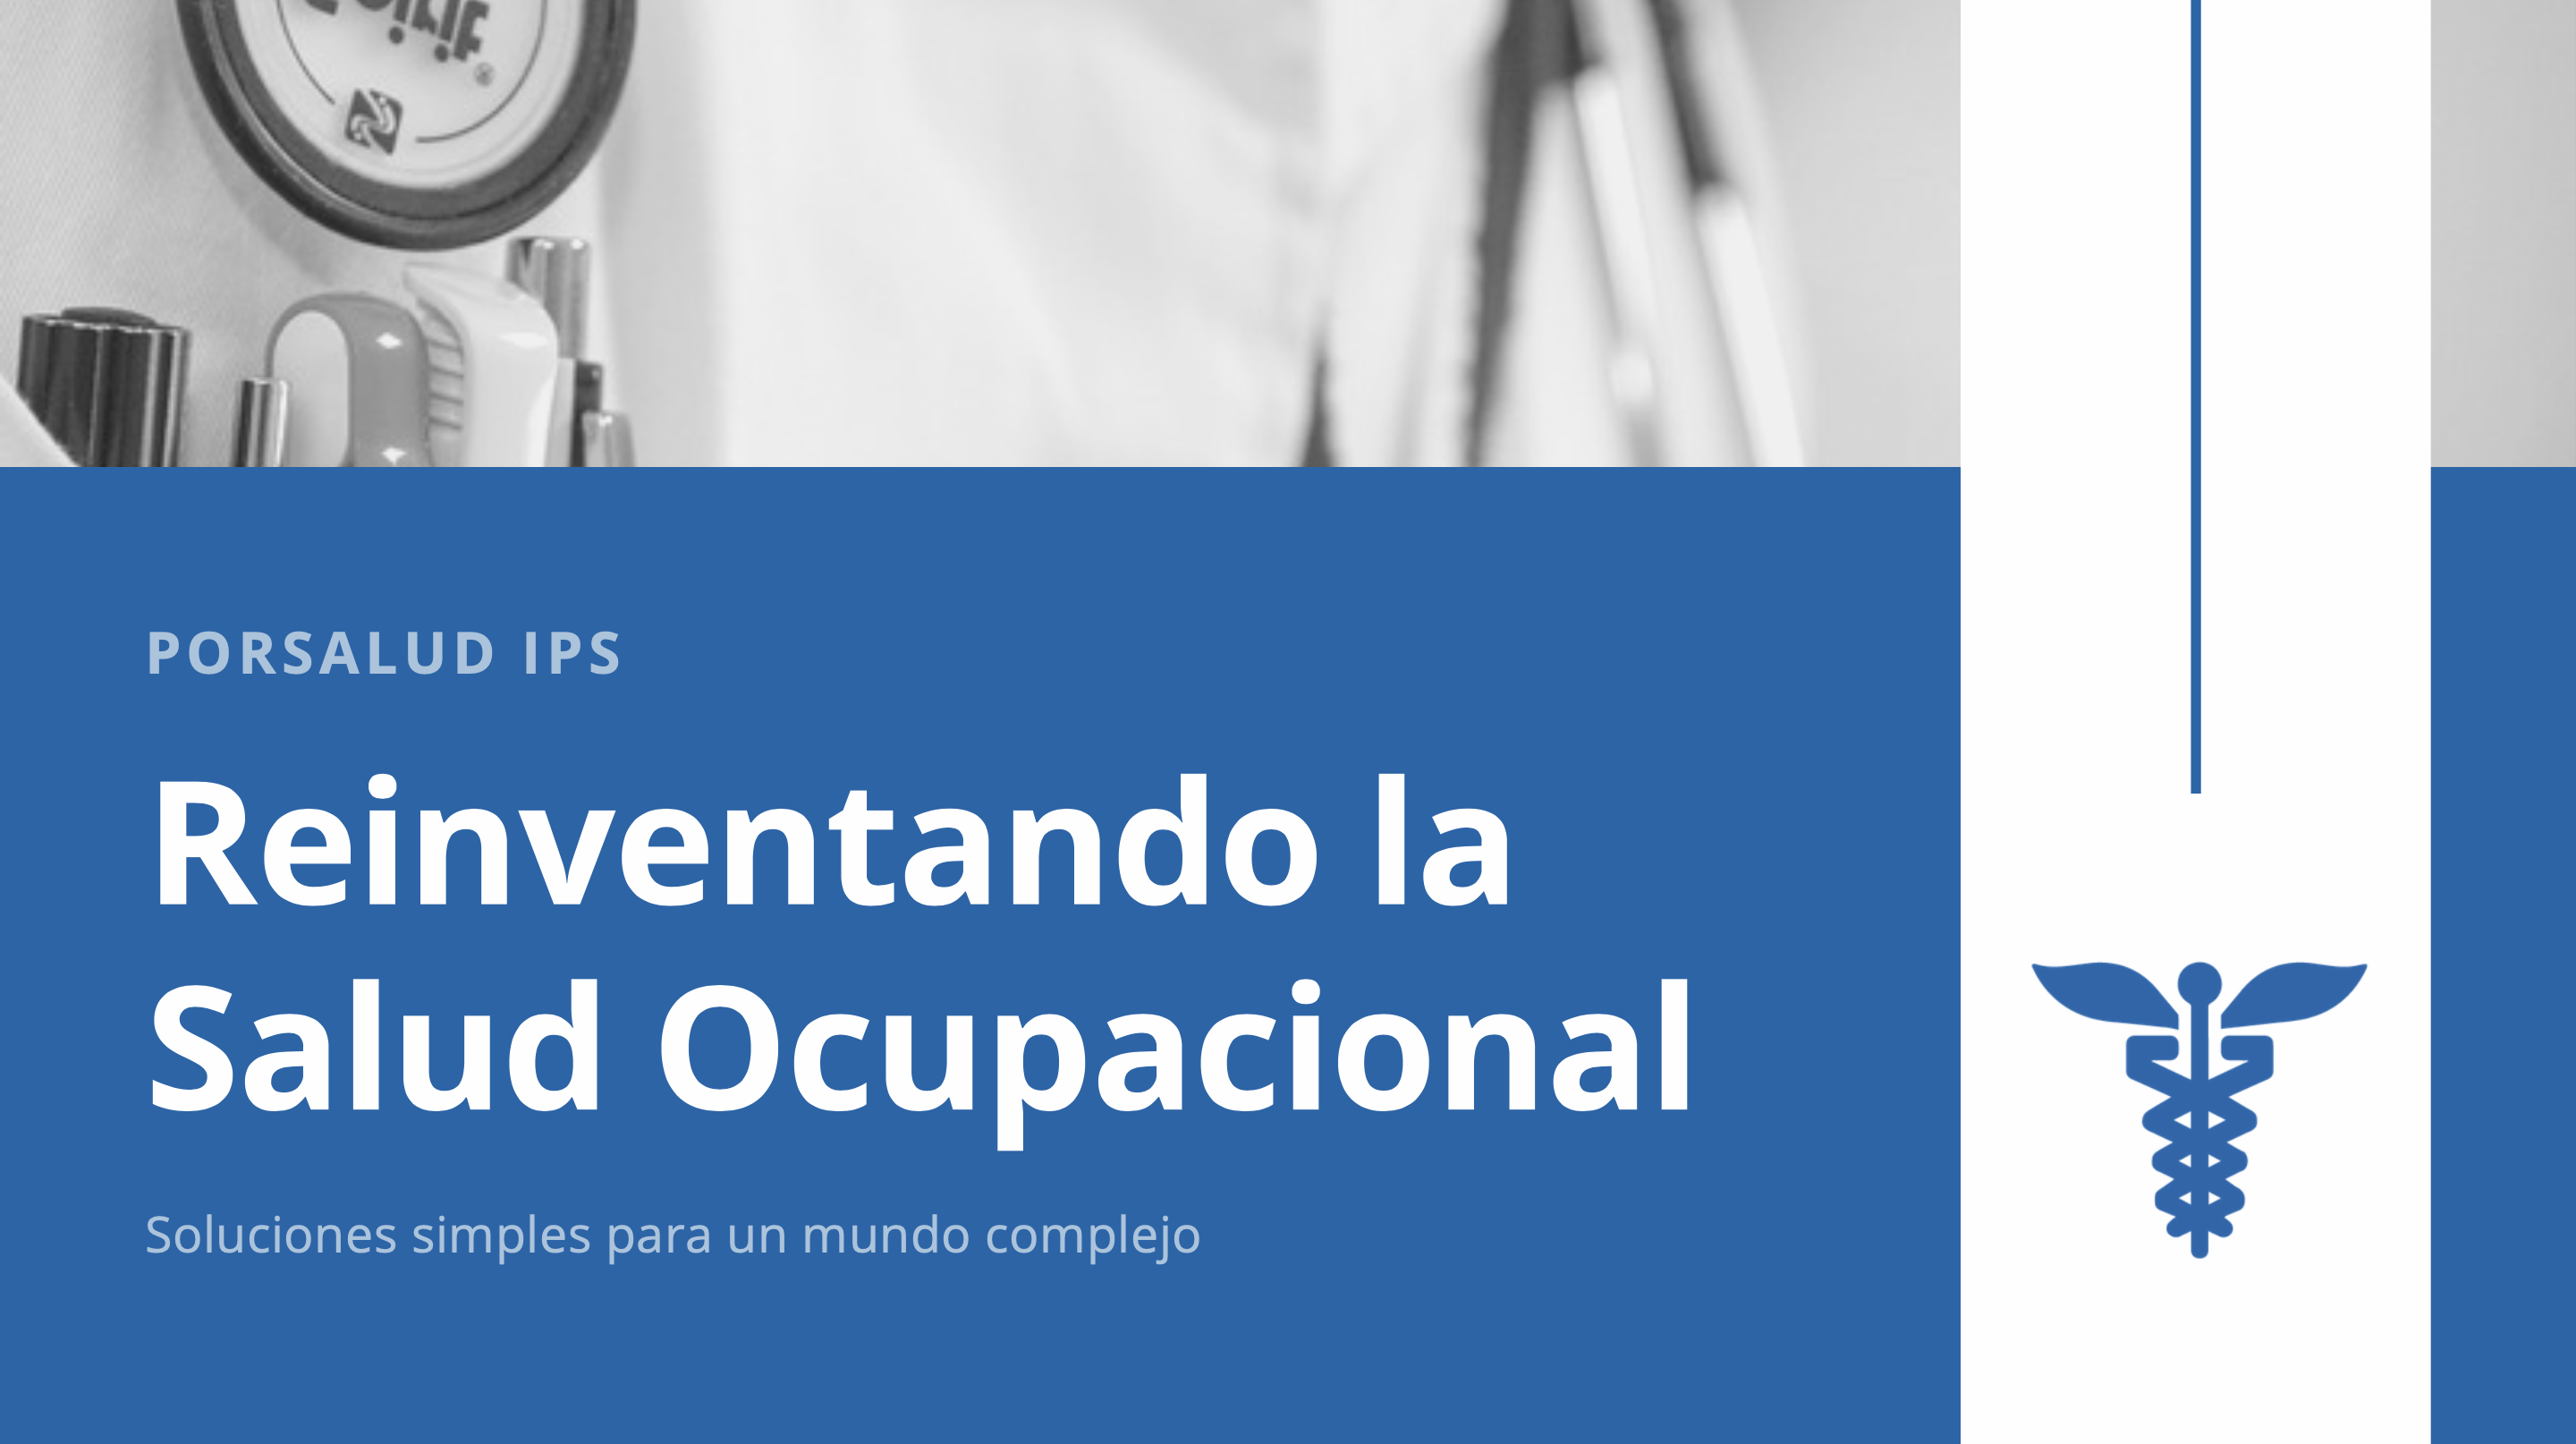 PORSALUD IPS
Reinventando la
Salud Ocupacional
Soluciones simples para un mundo complejo